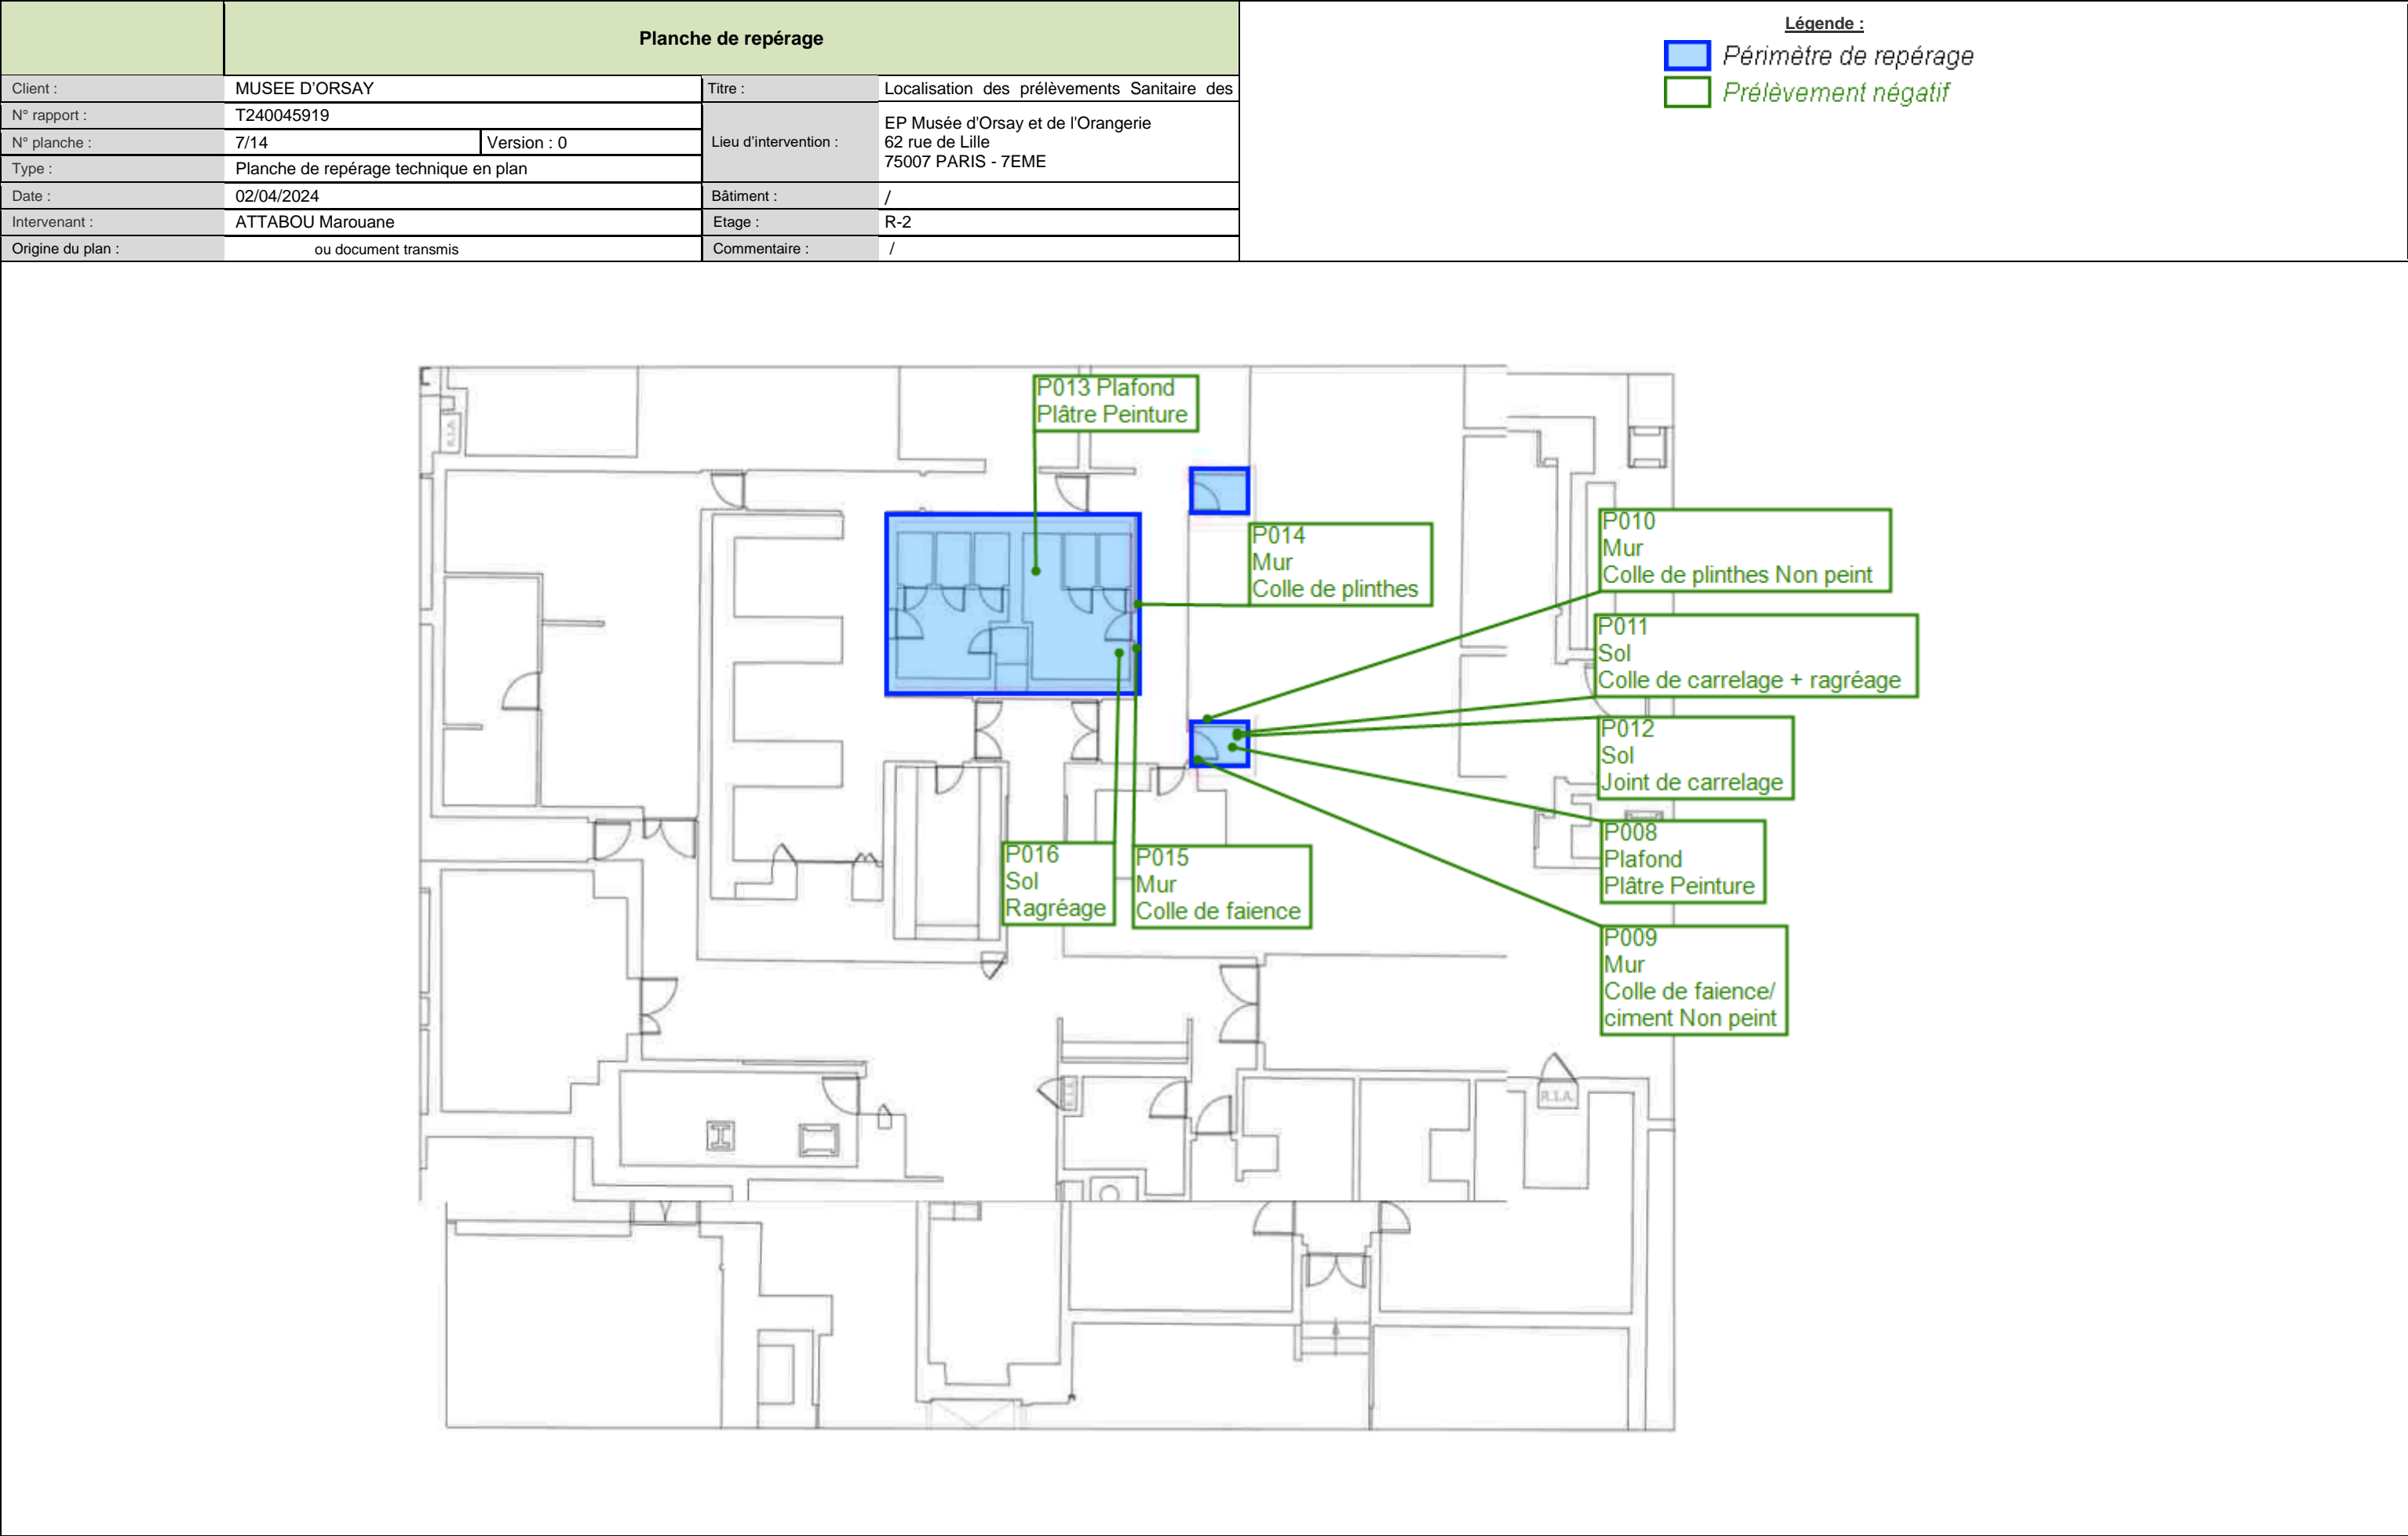 Planche de repérage
Client :
MUSEE D'ORSAY
Titre :
Localisation des prélèvements Sanitaire des
N° rapport :
T240045919
Lieu d'intervention :
EP Musée d'Orsay et de l'Orangerie
62 rue de Lille
75007 PARIS - 7EME
N° planche :
7/14
Version : 0
Type :
Planche de repérage technique en plan
Date :
02/04/2024
Bâtiment :
/
Intervenant :
ATTABOU Marouane
Etage :
R-2
Origine du plan :
ou document transmis
Commentaire :
/
Légende :
Périmètre de repérage
Prélèvement négatif
P013 Plafond
Plâtre Peinture
R.I.A.
P014
Mur
Colle de plinthes
P010
Mur
Colle de plinthes Non peint
P011
Sol
Colle de carrelage + ragréage
P012
Sol
Joint de carrelage
P008
Plafond
Plâtre Peinture
P016
Sol
Ragréage
P015
Mur
Colle de faience
P009
Mur
Colle de faience/
ciment Non peint
R.I.A.